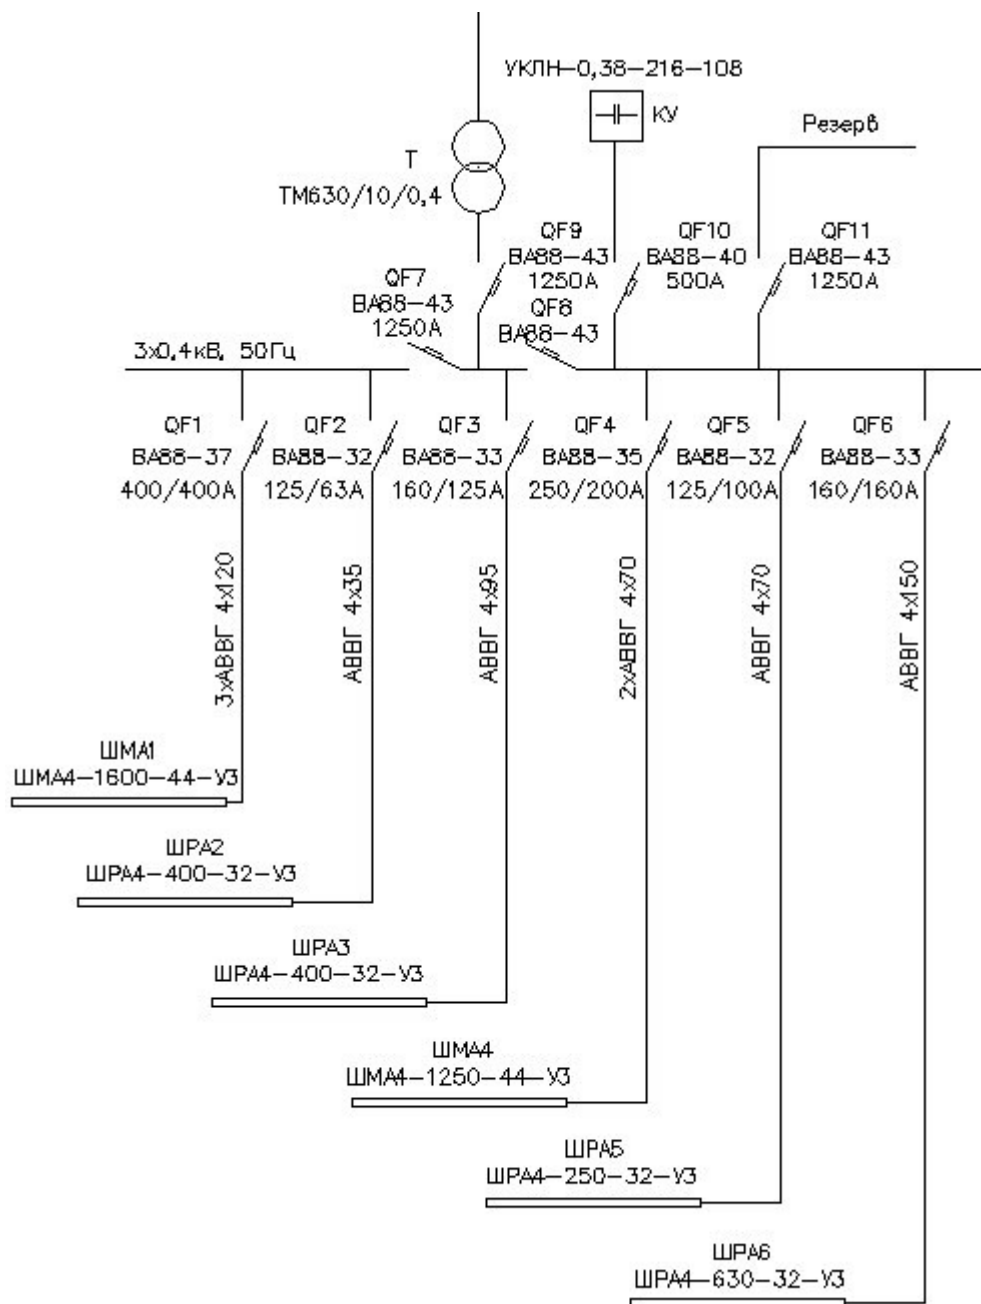 УКЛН-0,38-216-108
КУ
Резерв
Т
ТМ630/10/0,4
QF9
ВА88-43
1250А
QF10
ВА88-40
500А
QF11
ВА88-43
1250А
QF7
ВА88-43
1250А
QF8
ВА88-43
3х0,4кВ, 50Гц
QF1
ВА88-37
400/400А
QF2
ВА88-32
125/63А
QF3
ВА88-33
160/125А
QF4
ВА88-35
250/200А
QF5
ВА88-32
125/100А
QF6
ВА88-33
160/160А
3хАВВГ 4х120
АВВГ 4х35
АВВГ 4х95
2хАВВГ 4х70
АВВГ 4х70
АВВГ 4х150
ШМА1
ШМА4-1600-44-У3
ШРА2
ШРА4-400-32-У3
ШРА3
ШРА4-400-32-У3
ШМА4
ШМА4-1250-44-У3
ШРА5
ШРА4-250-32-У3
ШРА6
ШРА4-630-32-У3